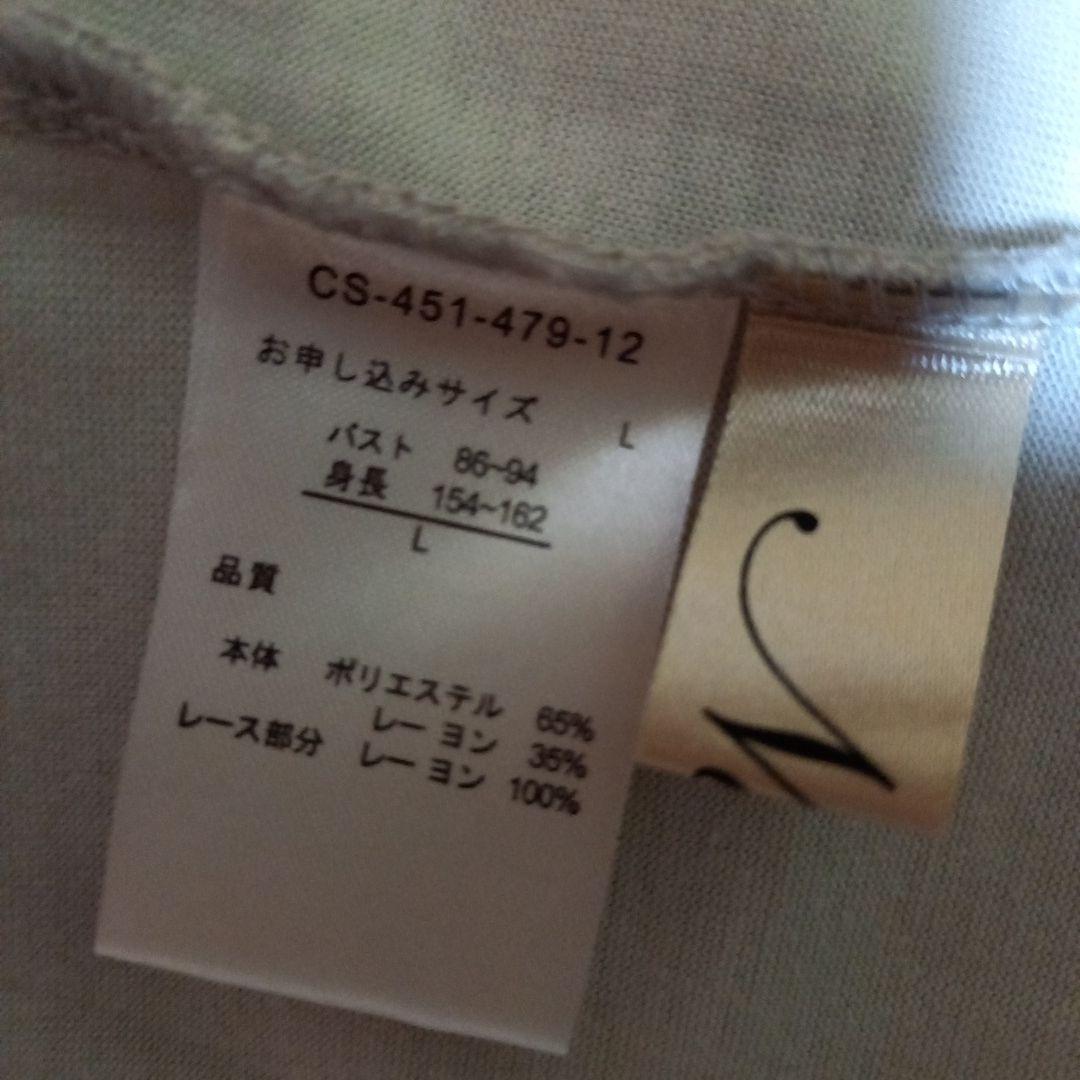 CS-451-479-12
お申し込みサイズ L
バスト 86~94
身長 154~162
L
品質
本体 ポリエステル 65%
レーヨン 35%
レース部分 レーヨン 100%